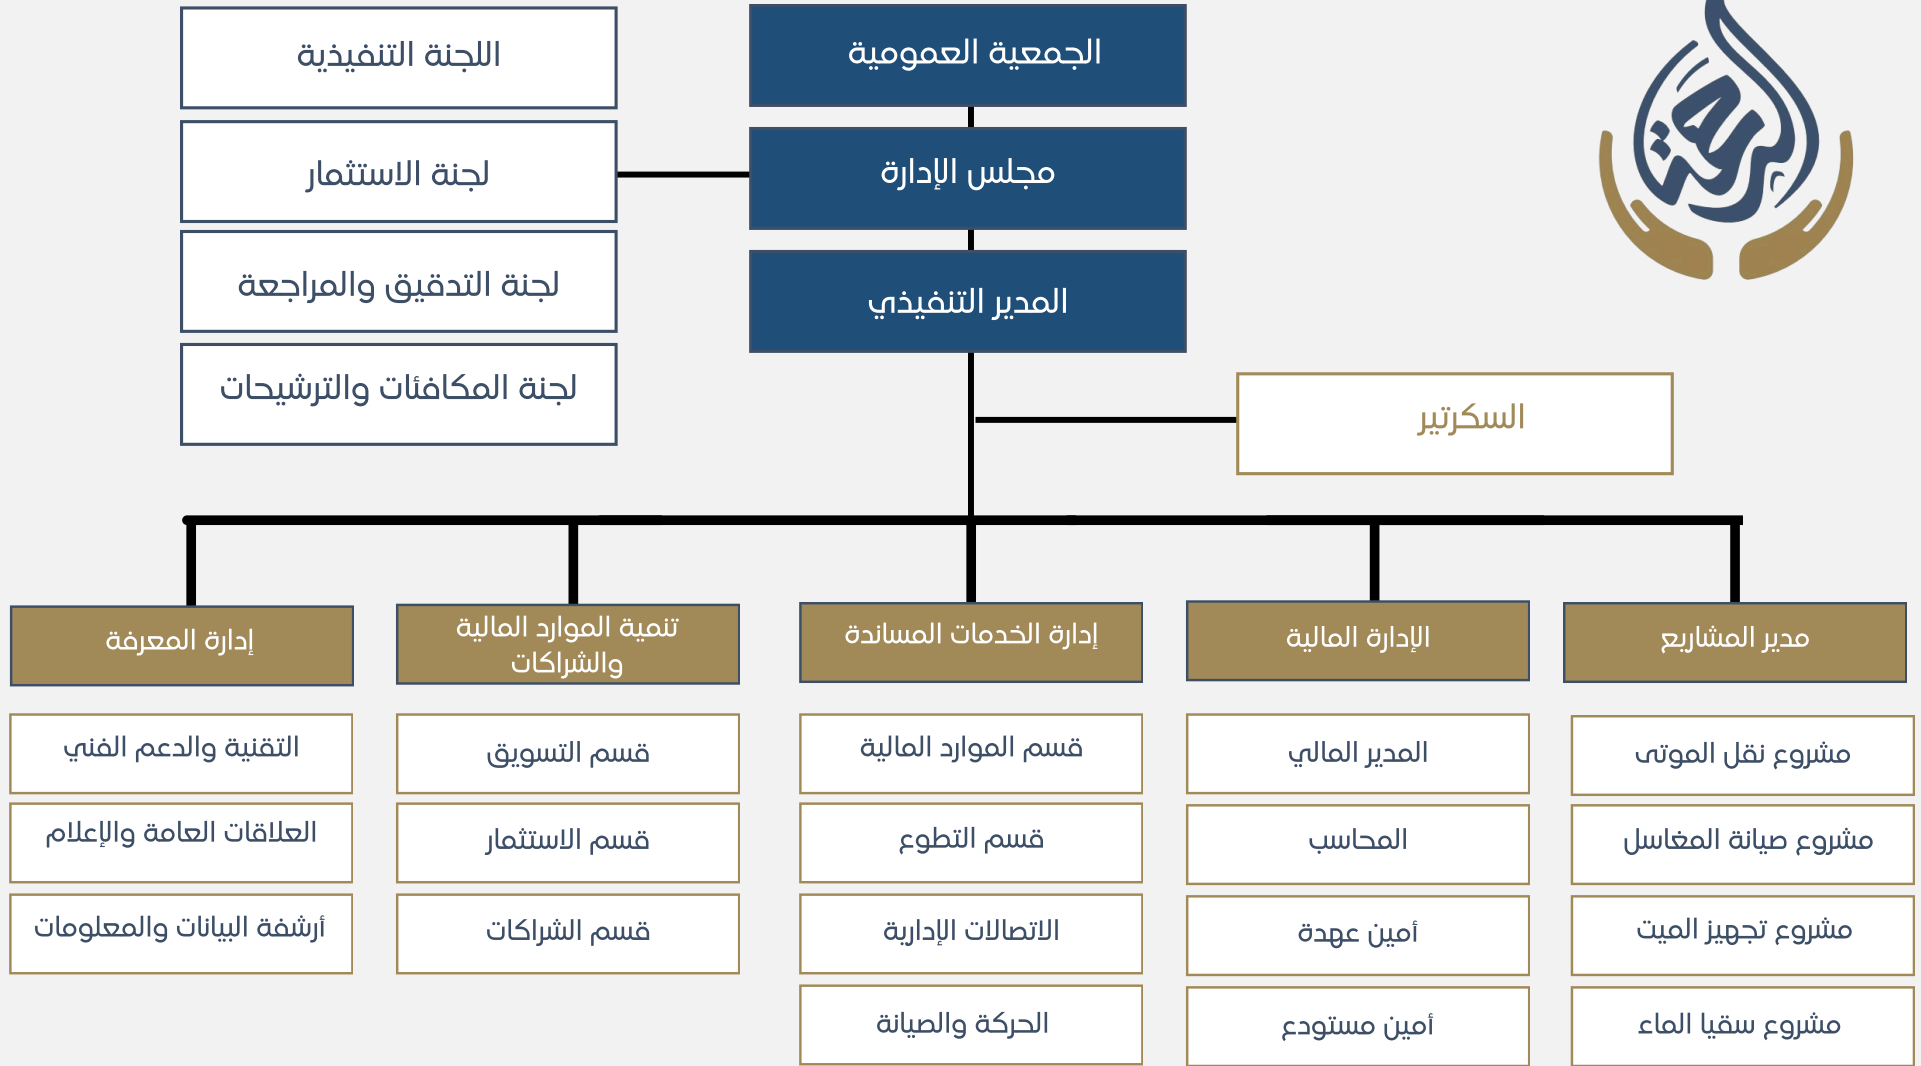 الجمعية العمومية
مجلس الإدارة
المدير التنفيذي
اللجنة التنفيذية
لجنة الاستثمار
لجنة التدقيق والمراجعة
لجنة المكافئات والترشيحات
السكرتير
مدير المشاريع
مشروع نقل الموتى
مشروع صيانة المغاسل
مشروع تجهيز الميت
مشروع سقيا الماء
الإدارة المالية
المدير المالي
المحاسب
أمين عهدة
أمين مستودع
إدارة الخدمات المساندة
قسم الموارد المالية
قسم التطوع
الاتصالات الإدارية
الحركة والصيانة
تنمية الموارد المالية
والشراكات
قسم التسويق
قسم الاستثمار
قسم الشراكات
إدارة المعرفة
التقنية والدعم الفني
العلاقات العامة والإعلام
أرشفة البيانات والمعلومات